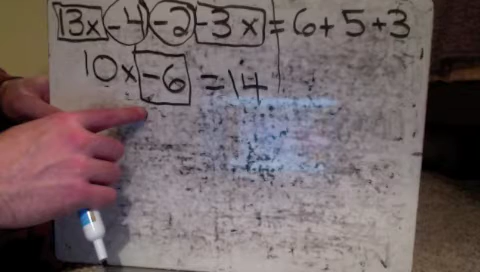 13x -4 -2 -3x = 6+5+3
10x -6 = 14